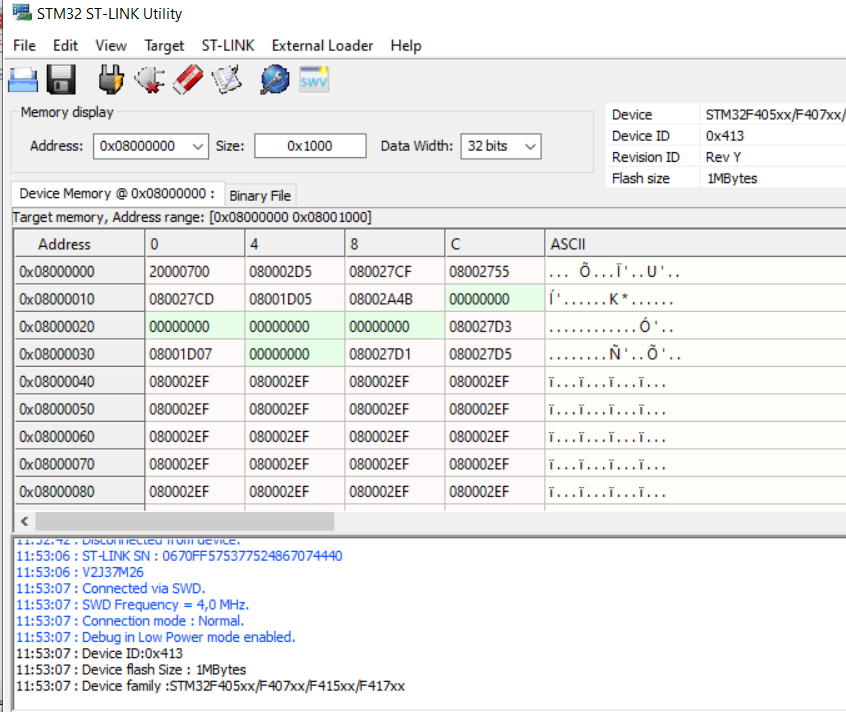 STM32 ST-LINK Utility
File Edit View Target ST-LINK External Loader Help
SWV
Memory display
Address: 0x08000000 Size: 0x1000 Data Width: 32 bits
Device STM32F405xx/F407xx/
Device ID 0x413
Revision ID Rev Y
Flash size 1MBytes
Device Memory @ 0x08000000 : Binary File
Target memory, Address range: [0x08000000 0x08001000]
Address 0 4 8 C ASCII
0x08000000 20000700 080002D5 080027CF 08002755 ... Õ...Ï'..U'..
0x08000010 080027CD 08001D05 08002A4B 00000000 Í'......K*......
0x08000020 00000000 00000000 00000000 080027D3 ............Ó'..
0x08000030 08001D07 00000000 080027D1 080027D5 ........Ñ'..Õ'..
0x08000040 080002EF 080002EF 080002EF 080002EF ï...ï...ï...ï...
0x08000050 080002EF 080002EF 080002EF 080002EF ï...ï...ï...ï...
0x08000060 080002EF 080002EF 080002EF 080002EF ï...ï...ï...ï...
0x08000070 080002EF 080002EF 080002EF 080002EF ï...ï...ï...ï...
0x08000080 080002EF 080002EF 080002EF 080002EF ï...ï...ï...ï...
11:52:42 : Disconnected from device.
11:53:06 : ST-LINK SN : 0670FF575377524867074440
11:53:06 : V2J37M26
11:53:07 : Connected via SWD.
11:53:07 : SWD Frequency = 4,0 MHz.
11:53:07 : Connection mode : Normal.
11:53:07 : Debug in Low Power mode enabled.
11:53:07 : Device ID:0x413
11:53:07 : Device flash Size : 1MBytes
11:53:07 : Device family :STM32F405xx/F407xx/F415xx/F417xx